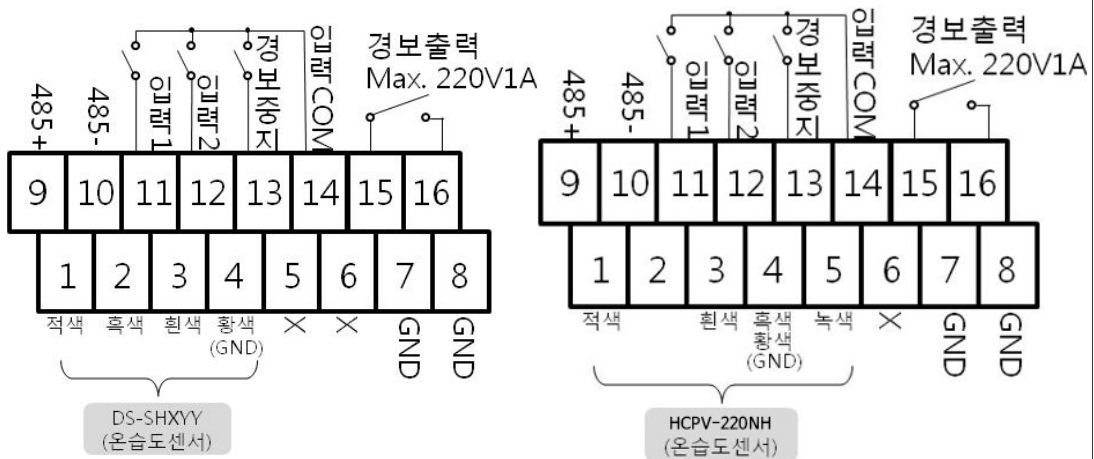 485+
485-
입력1
입력2
경보중지
입력COM
경보출력
Max. 220V1A
9 10 11 12 13 14 15 16
1 2 3 4 5 6 7 8
적색 흑색 흰색 황색 X X GND GND
(GND)
DS-SHXYY
(온습도센서)
485+
485-
입력1
입력2
경보중지
입력COM
경보출력
Max. 220V1A
9 10 11 12 13 14 15 16
1 2 3 4 5 6 7 8
적색 흰색 흑색 녹색 X GND GND
황색
(GND)
HCPV-220NH
(온습도센서)